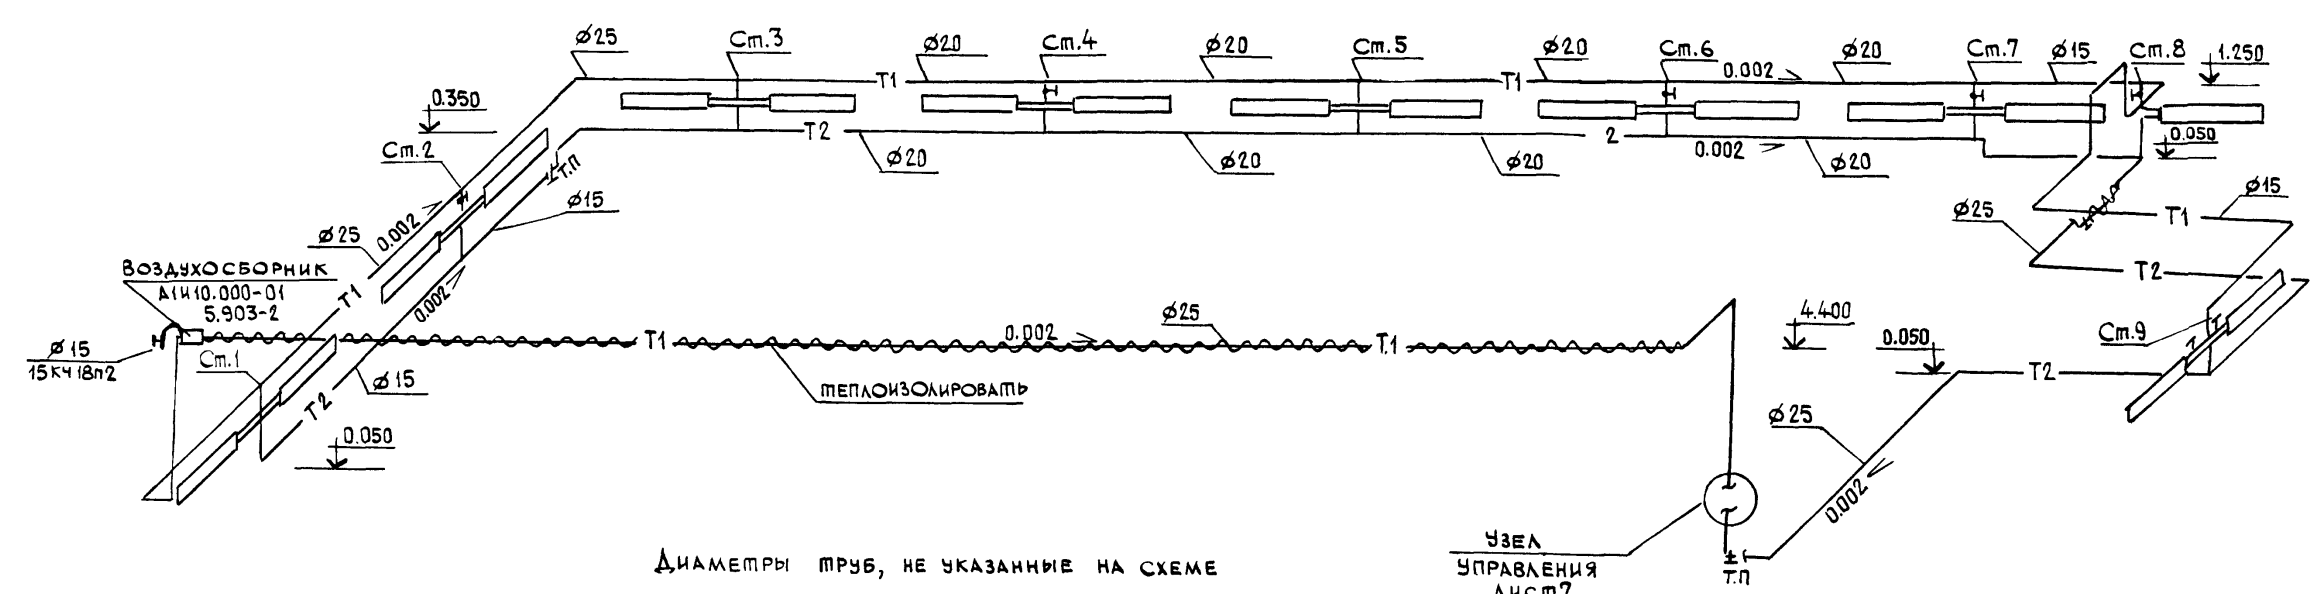 ø25
Ст.3
ø20
Ст.4
ø20
Ст.5
ø20
Ст.6
ø20
Ст.7
ø15
Ст.8
1.250
Т1
Т1
0.002
0.350
Т2
2
0.002
0.050
Ст.2
Т.П
ø20
ø20
ø20
ø20
ø15
0.002
ø25
ø25
Т1
ø15
ВОЗДУХОСБОРНИК
А1И10.000-01
5.903-2
Т1
0.002
Т2
ø15
15кч18п2
Ст.1
Т1
0.002
ø25
Т1
4.400
0.050
Ст.9
Т2
ø15
Т2
ТЕПЛОИЗОЛИРОВАТЬ
0.050
ø25
0.002
УЗЕЛ
УПРАВЛЕНИЯ
ЛИСТ7
Т.П
ДИАМЕТРЫ ТРУБ, НЕ УКАЗАННЫЕ НА СХЕМЕ